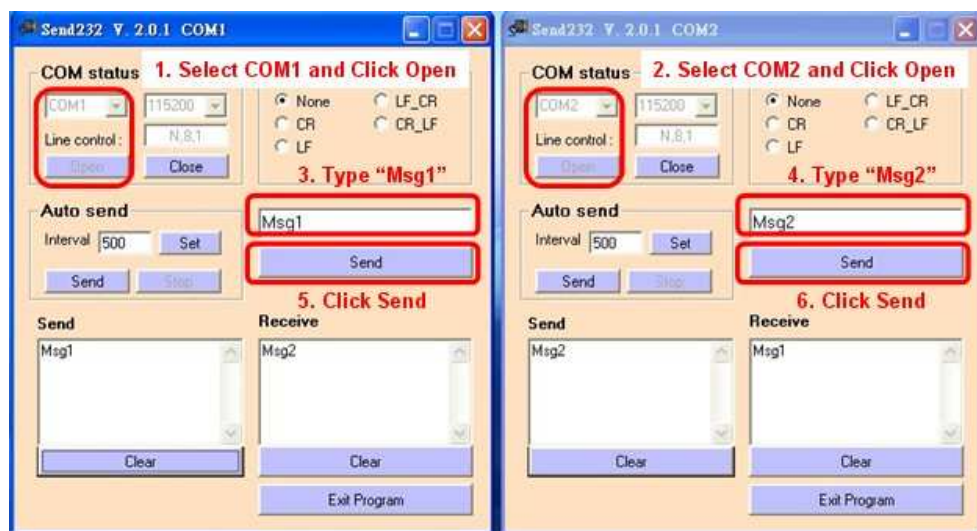 Send232 V. 2.0.1 COM1
1. Select COM1 and Click Open
COM status
COM1
115200
Line control :
N,8,1
Open
Close
None
LF_CR
CR
CR_LF
LF
3. Type “Msg1”
Auto send
Interval
500
Set
Send
Stop
Msg1
Send
5. Click Send
Send
Receive
Msg1
Msg2
Clear
Clear
Exit Program
Send232 V. 2.0.1 COM2
2. Select COM2 and Click Open
COM status
COM2
115200
Line control :
N,8,1
Open
Close
None
LF_CR
CR
CR_LF
LF
4. Type “Msg2”
Auto send
Interval
500
Set
Send
Stop
Msg2
Send
6. Click Send
Send
Receive
Msg2
Msg1
Clear
Clear
Exit Program